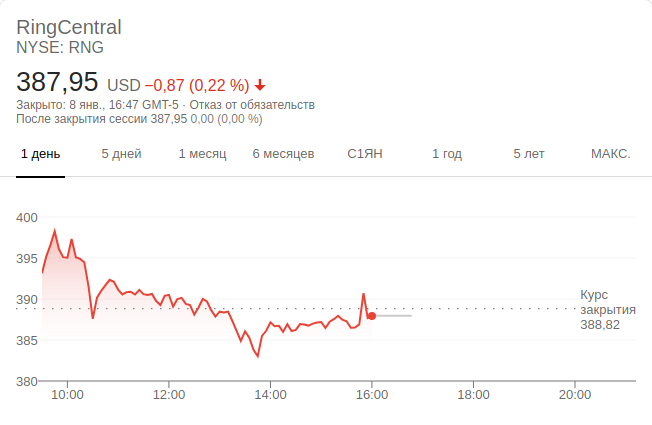 RingCentral
NYSE: RNG
387,95 USD −0,87 (0,22 %)
Закрыто: 8 янв., 16:47 GMT-5 · Отказ от обязательств
После закрытия сессии 387,95 0,00 (0,00 %)
1 день 5 дней 1 месяц 6 месяцев С1ЯН 1 год 5 лет МАКС.
400
395
390
385
380
Курс
закрытия
388,82
10:00 12:00 14:00 16:00 18:00 20:00